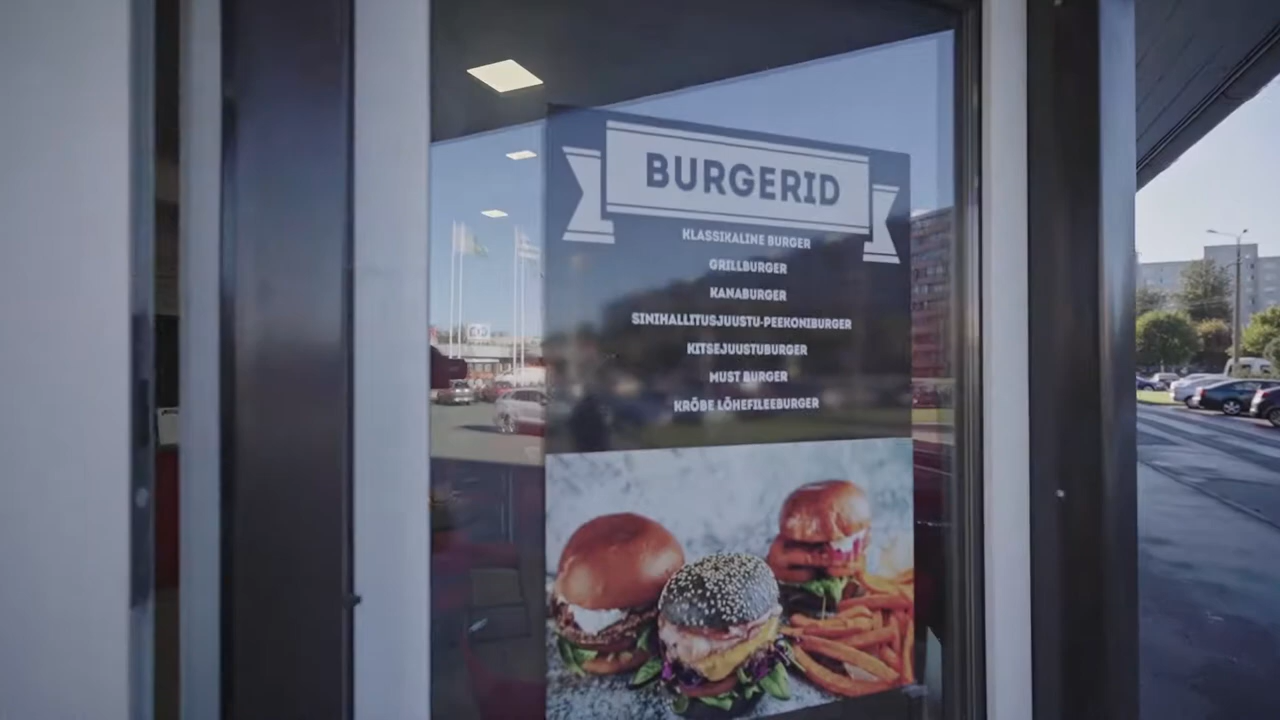 BURGERID
KLASSIKALINE BURGER
GRILLBURGER
KANABURGER
SINIHALLITUSJUUSTU-PEEKONIBURGER
KITSEJUUSTUBURGER
MUST BURGER
KRÕBE LÕHEFILEEBURGER